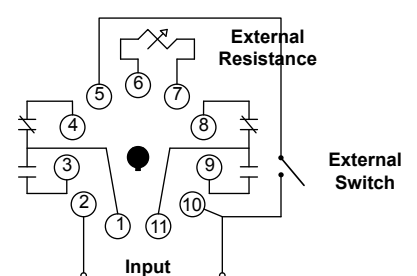 External
Resistance
6
5
7
4
8
3
9
External
Switch
2
10
1
11
Input